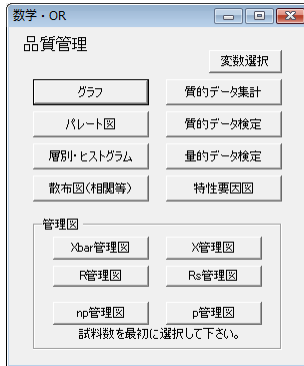 数学・OR
品質管理
変数選択
グラフ 質的データ集計
パレート図 質的データ検定
層別・ヒストグラム 量的データ検定
散布図(相関等) 特性要因図
管理図
Xbar管理図 X管理図
R管理図 Rs管理図
np管理図 p管理図
試料数を最初に選択して下さい。